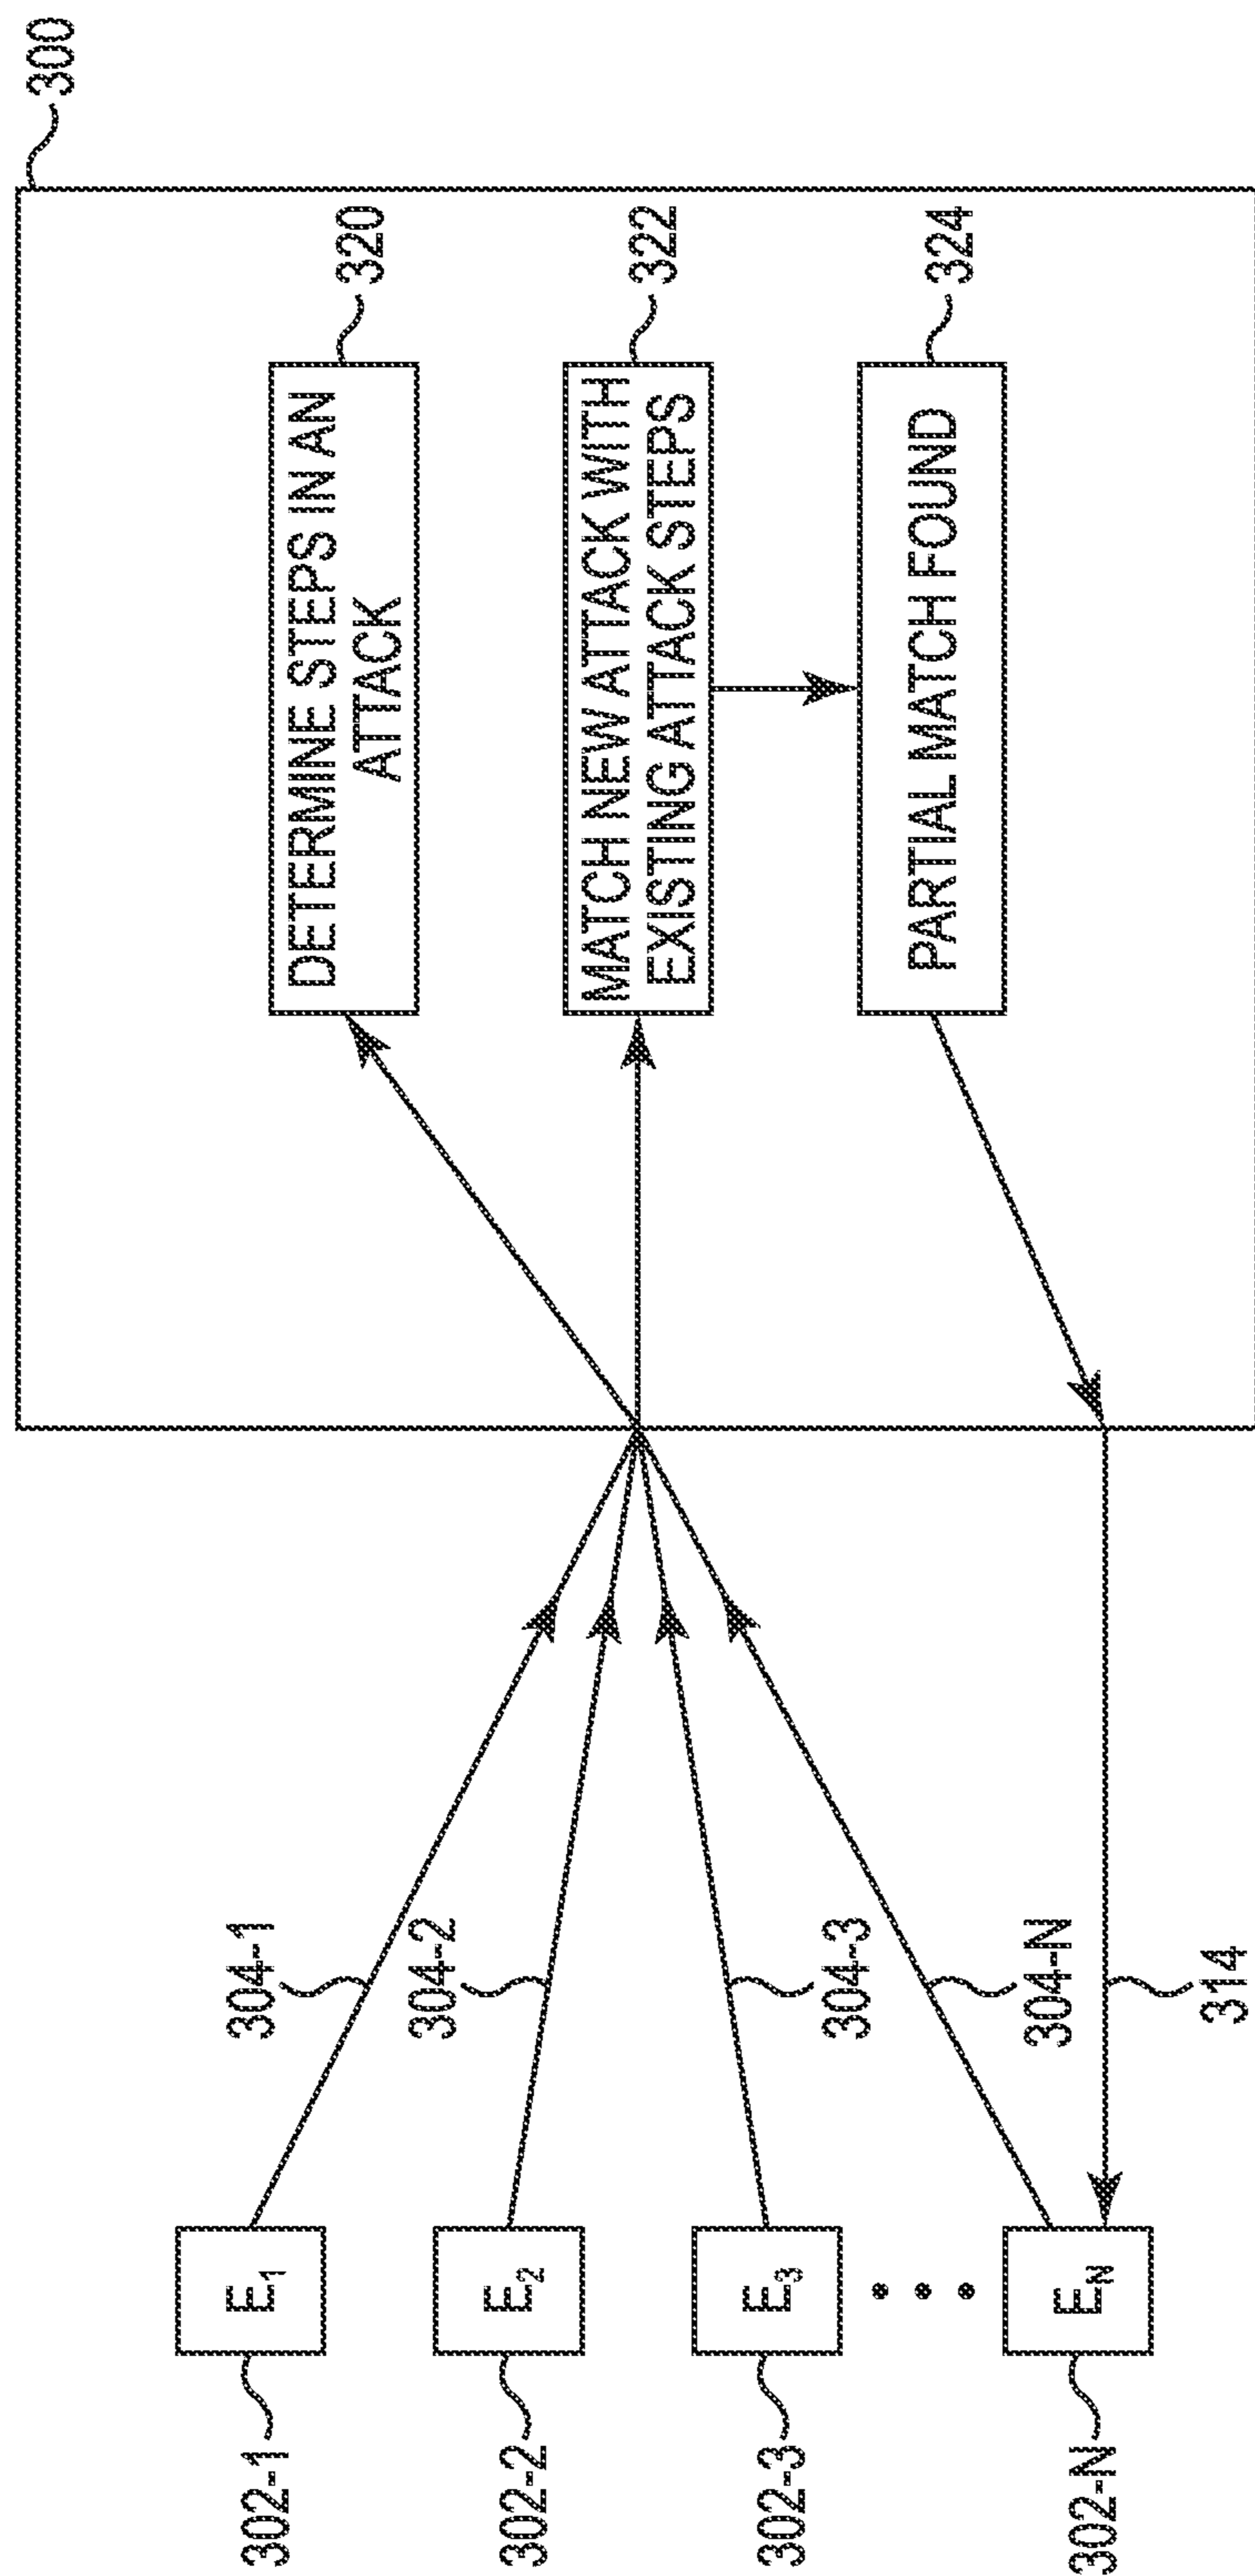 300
DETERMINE STEPS IN AN
ATTACK
320
MATCH NEW ATTACK WITH
EXISTING ATTACK STEPS
322
PARTIAL MATCH FOUND
324
304-1
304-2
304-3
304-N
314
E1
E2
E3
EN
302-1
302-2
302-3
302-N